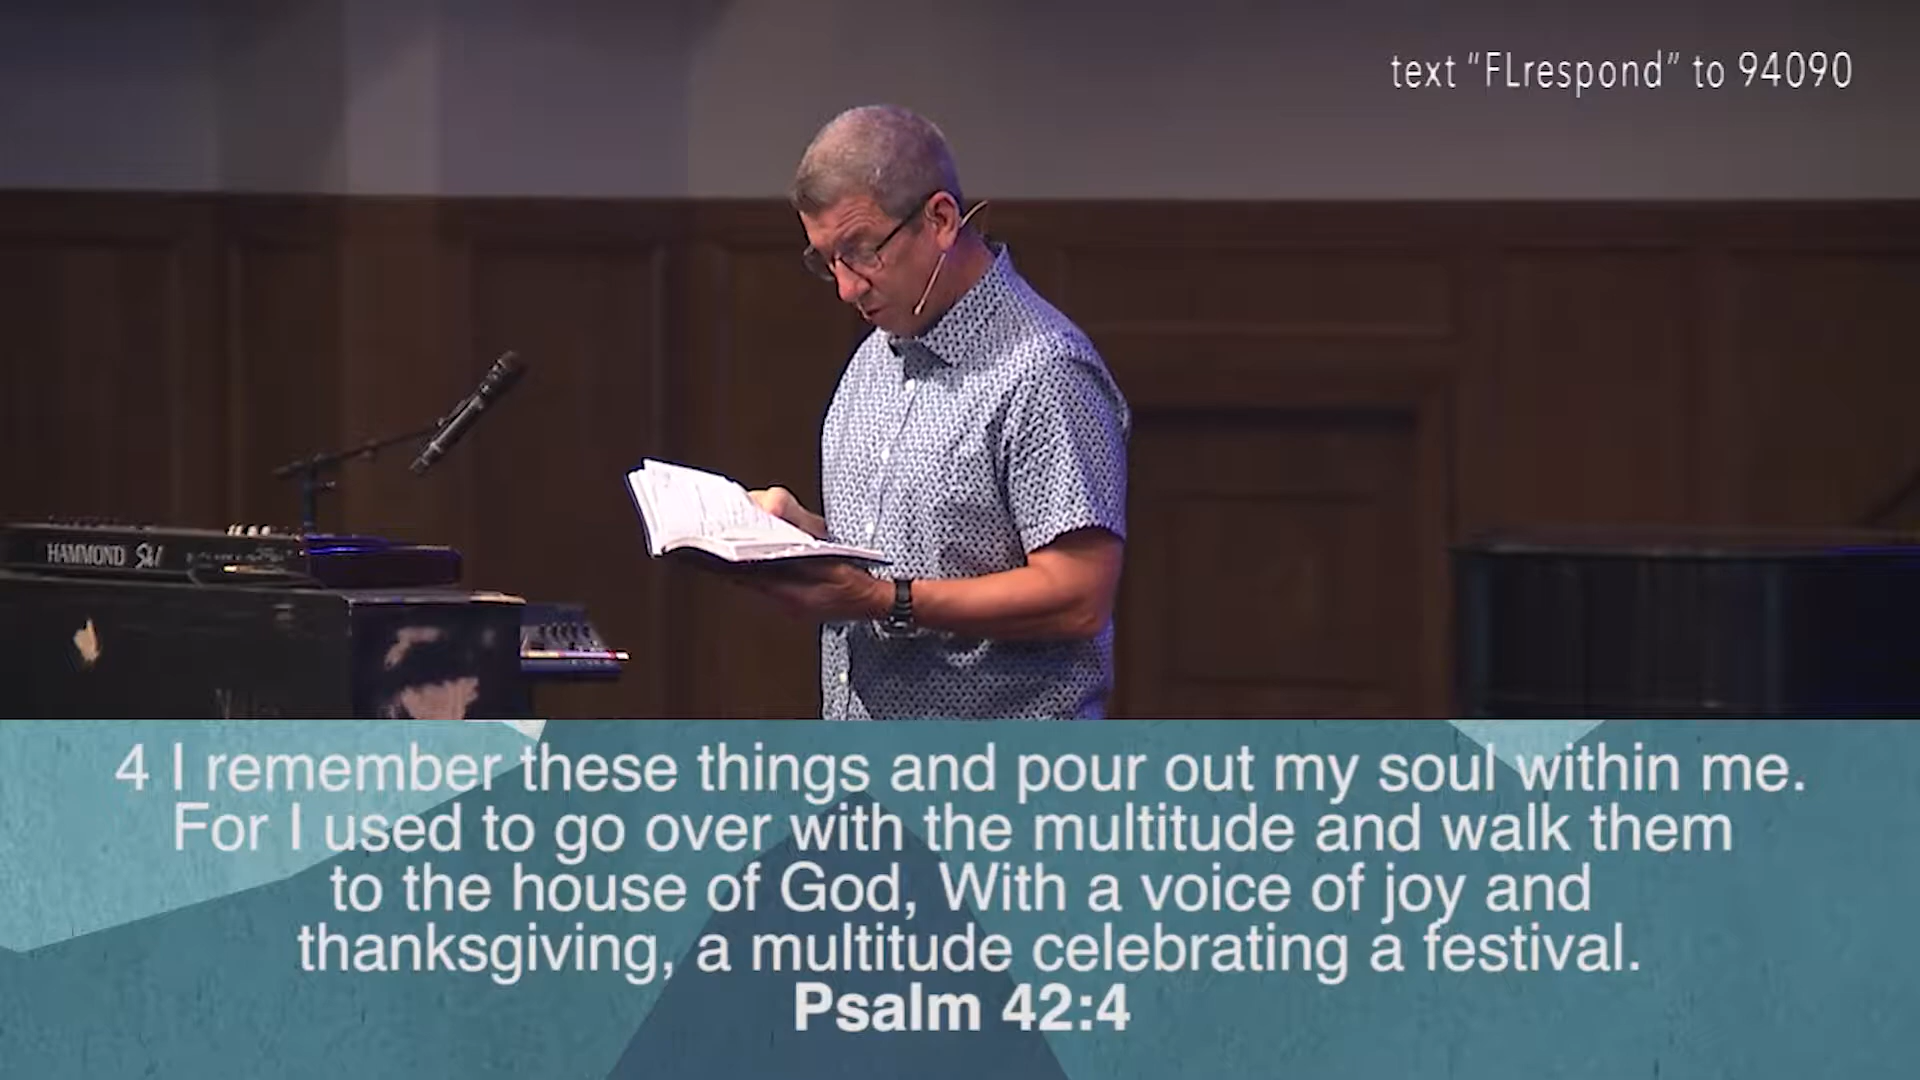 text “FLrespond” to 94090
HAMMOND
4 I remember these things and pour out my soul within me.
For I used to go over with the multitude and walk them
to the house of God, With a voice of joy and
thanksgiving, a multitude celebrating a festival.
Psalm 42:4